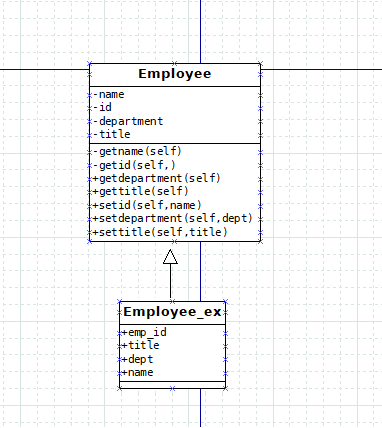 Employee
-name
-id
-department
-title
-getname(self)
-getid(self,)
+getdepartment(self)
+gettitle(self)
+setid(self,name)
+setdepartment(self,dept)
+settitle(self,title)
Employee_ex
+emp_id
+title
+dept
+name